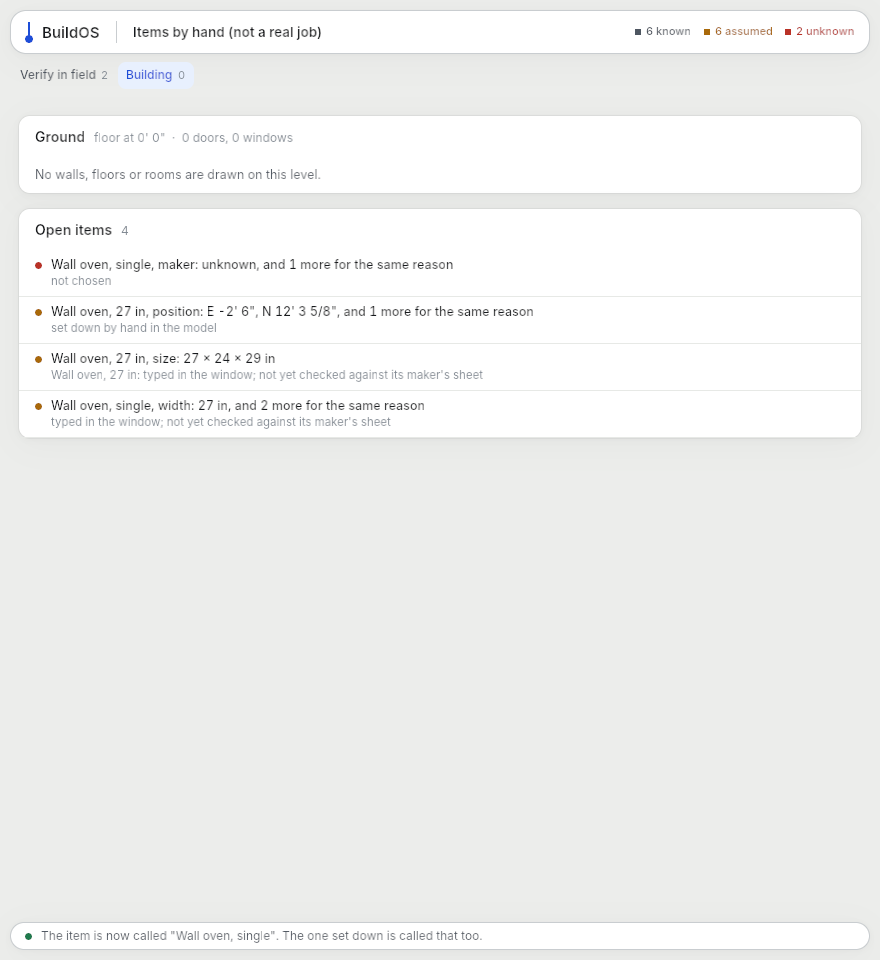 BuildOS
Items by hand (not a real job)
6 known
6 assumed
2 unknown
Verify in field 2
Building 0
Ground floor at 0' 0" · 0 doors, 0 windows
No walls, floors or rooms are drawn on this level.
Open items 4
Wall oven, single, maker: unknown, and 1 more for the same reason
not chosen
Wall oven, 27 in, position: E -2' 6", N 12' 3 5/8", and 1 more for the same reason
set down by hand in the model
Wall oven, 27 in, size: 27 × 24 × 29 in
Wall oven, 27 in: typed in the window; not yet checked against its maker's sheet
Wall oven, single, width: 27 in, and 2 more for the same reason
typed in the window; not yet checked against its maker's sheet
The item is now called "Wall oven, single". The one set down is called that too.